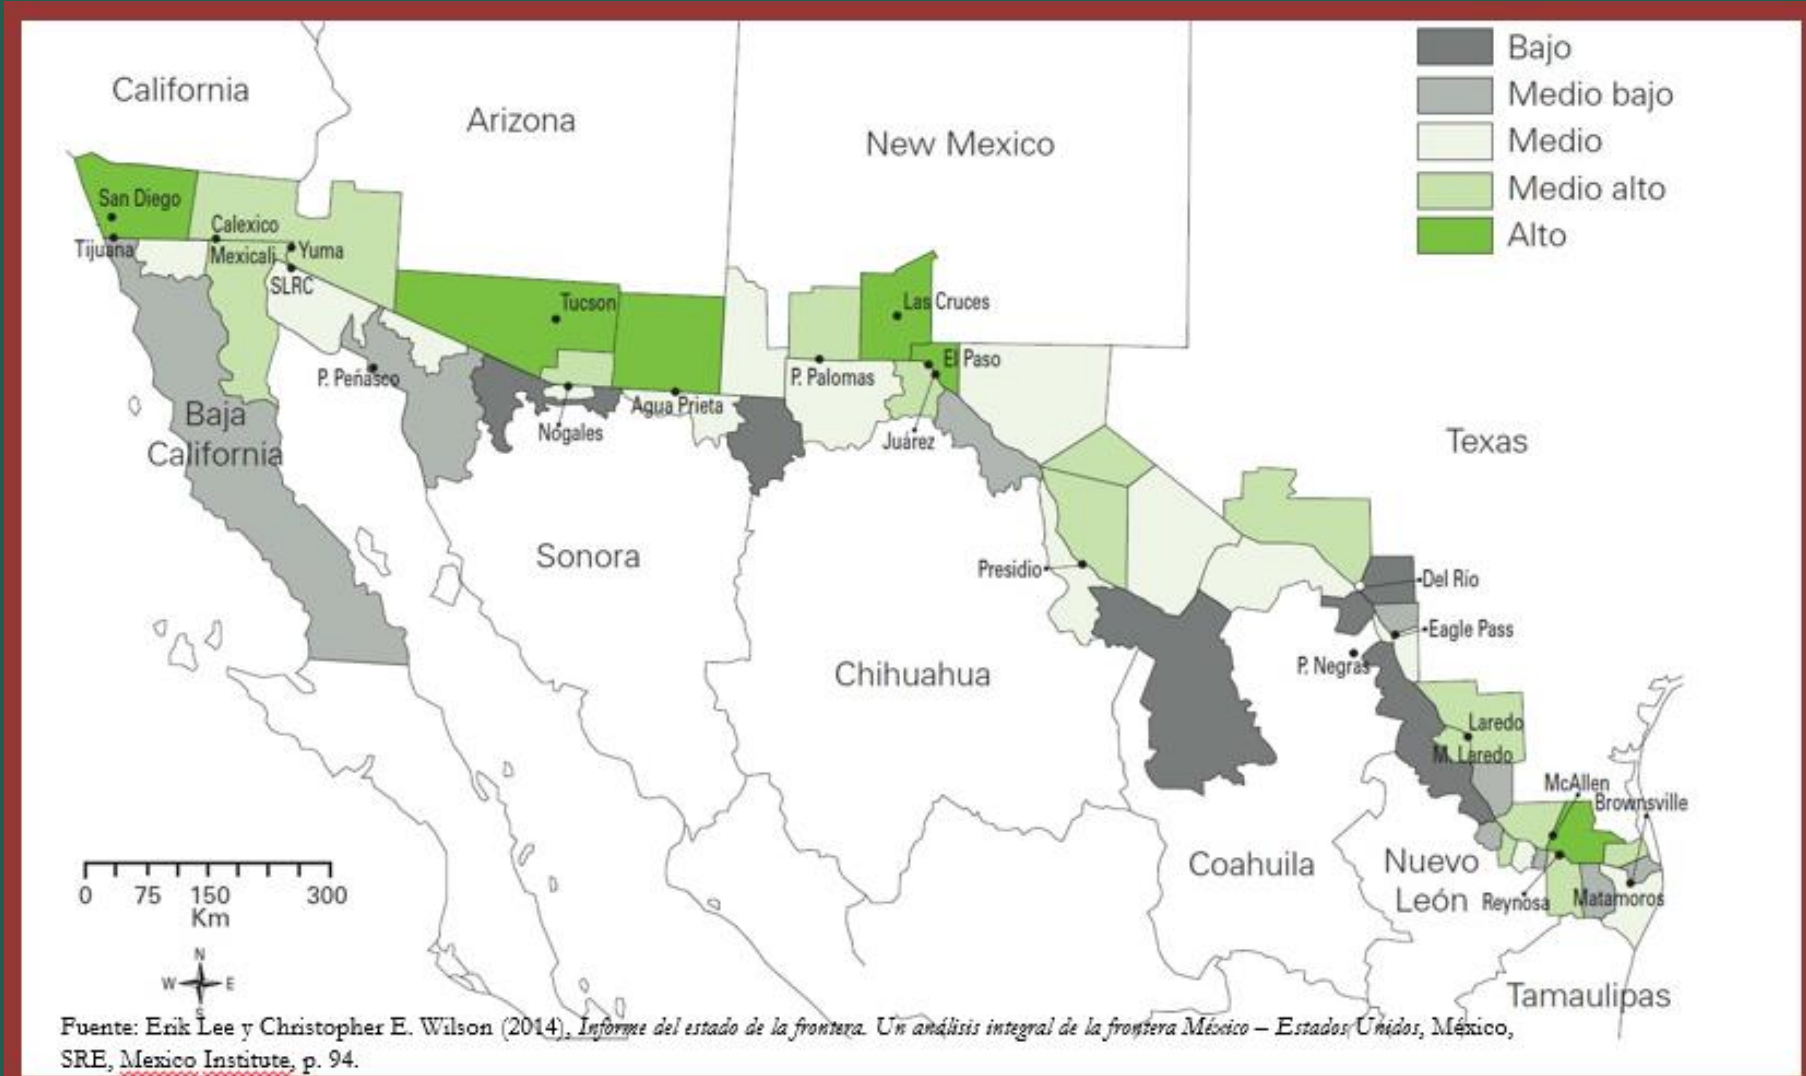 California
Arizona
New Mexico
Bajo
Medio bajo
Medio
Medio alto
Alto
San Diego
Calexico
Tijuana
Mexicali
Yuma
SLRC
Tucson
Las Cruces
El Paso
P. Peñasco
P. Palomas
Agua Prieta
Nogales
Juárez
Baja
California
Texas
Sonora
Presidio
Del Río
Eagle Pass
P. Negras
Chihuahua
Laredo
M. Laredo
McAllen
Brownsville
Coahuila
Nuevo
León
Reynosa
Matamoros
Tamaulipas
0 75 150 300
Km
N
W E
S
Fuente: Erik Lee y Christopher E. Wilson (2014), Informe del estado de la frontera. Un análisis integral de la frontera México – Estados Unidos, México,
SRE, Mexico Institute, p. 94.